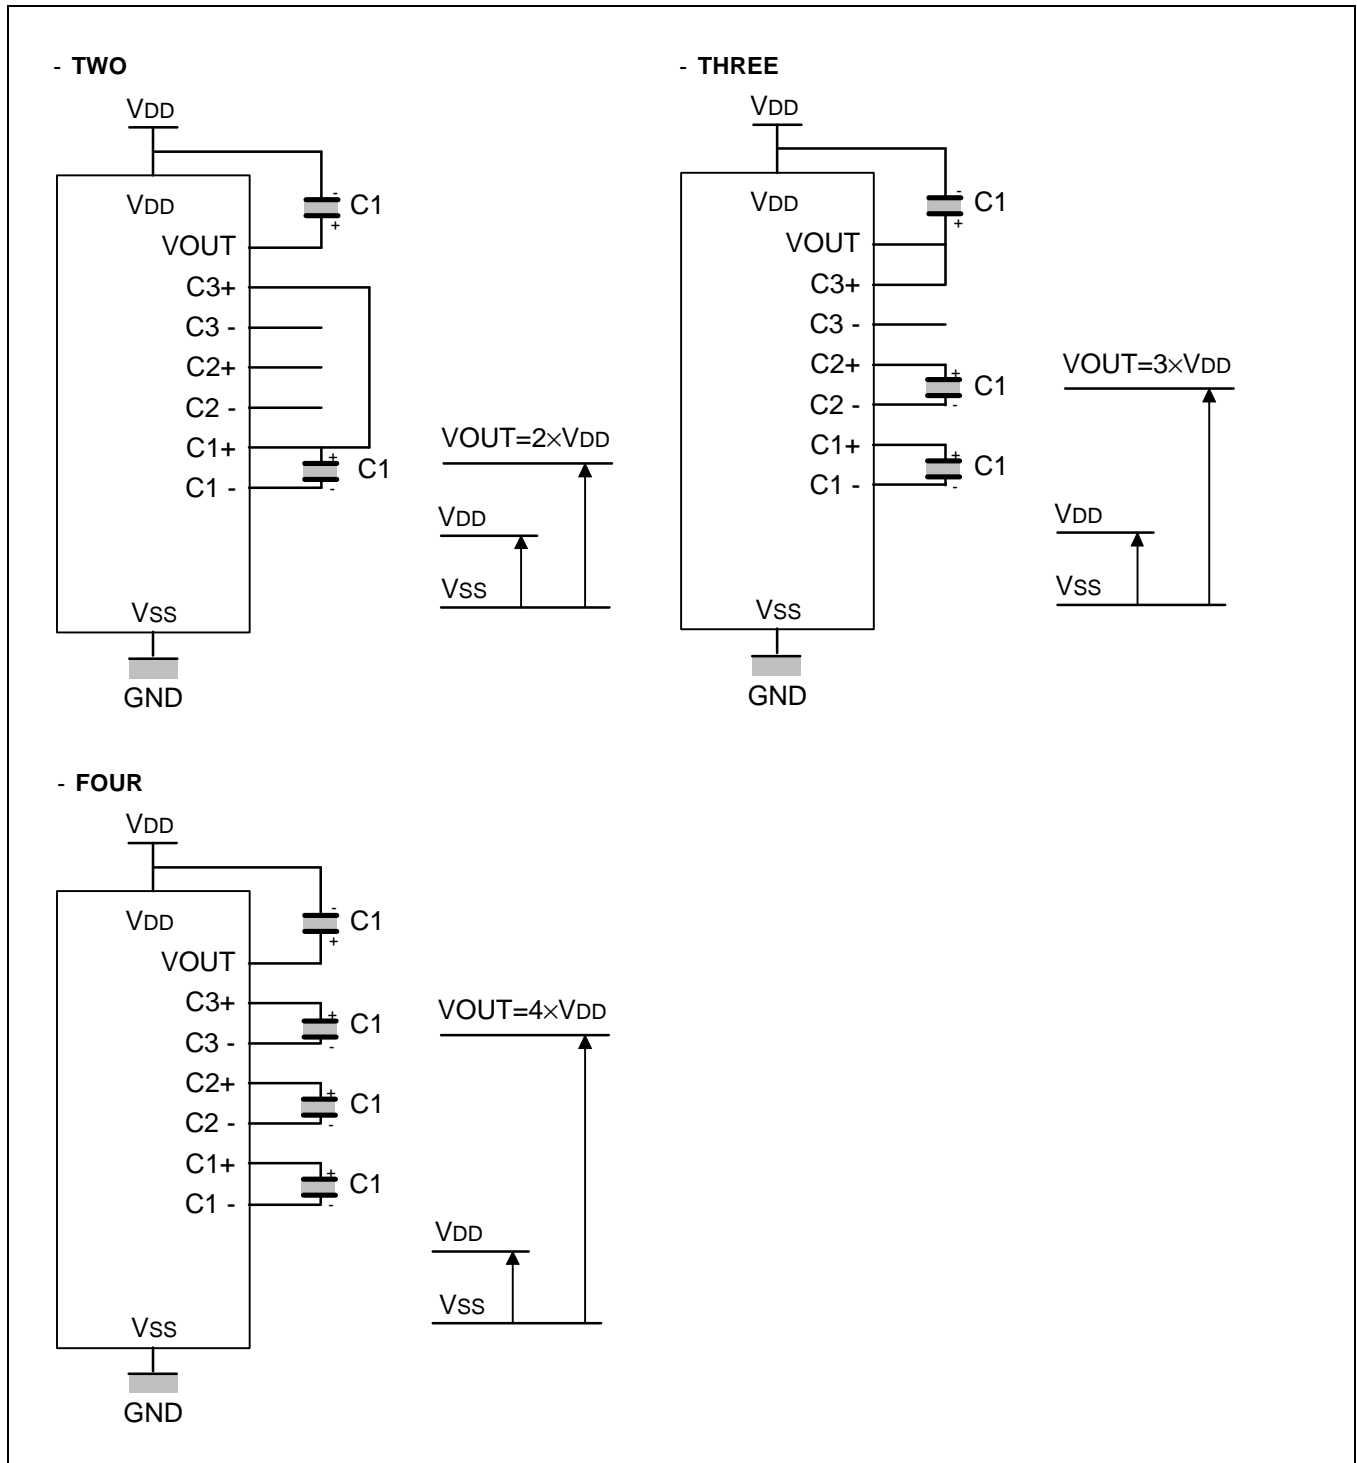 - TWO
VDD
VDD
- C1
+
VOUT
C3+
C3 -
C2+
C2 -
C1+
+ C1
-
C1 -
VSS
GND
VOUT=2×VDD
VDD
VSS
- THREE
VDD
VDD
- C1
+
VOUT
C3+
C3 -
C2+
+ C1
-
C2 -
C1+
+ C1
-
C1 -
VSS
GND
VOUT=3×VDD
VDD
VSS
- FOUR
VDD
VDD
- C1
+
VOUT
C3+
+ C1
-
C3 -
C2+
+ C1
-
C2 -
C1+
+ C1
-
C1 -
VSS
GND
VOUT=4×VDD
VDD
VSS